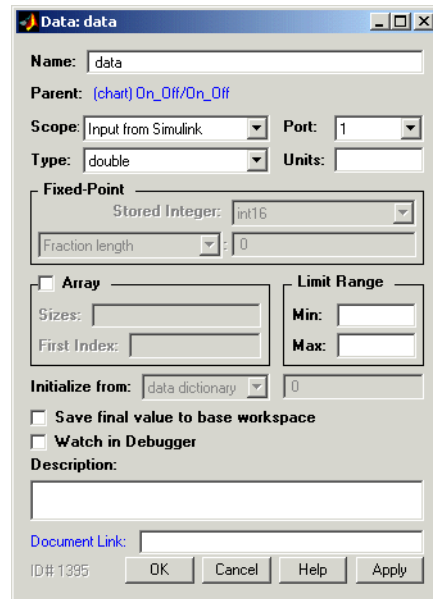 Data: data
Name: data
Parent: (chart) On_Off/On_Off
Scope: Input from Simulink Port: 1
Type: double Units:
Fixed-Point
Stored Integer: int16
Fraction length : 0
Array Limit Range
Sizes: Min:
First Index: Max:
Initialize from: data dictionary 0
Save final value to base workspace
Watch in Debugger
Description:
Document Link:
ID# 1395 OK Cancel Help Apply